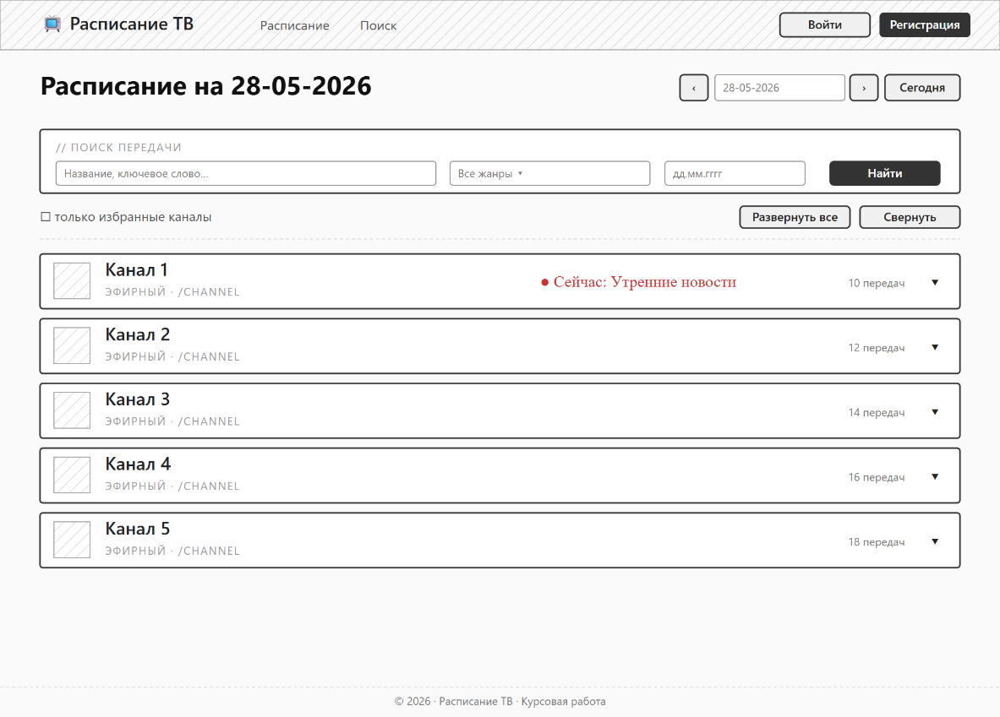 Расписание ТВ
Расписание
Поиск
Войти
Регистрация
Расписание на 28-05-2026
‹
28-05-2026
›
Сегодня
// ПОИСК ПЕРЕДАЧИ
Название, ключевое слово...
Все жанры ▾
дд.мм.гггг
Найти
☐ только избранные каналы
Развернуть все
Свернуть
Канал 1
ЭФИРНЫЙ · /CHANNEL
● Сейчас: Утренние новости
10 передач ▼
Канал 2
ЭФИРНЫЙ · /CHANNEL
12 передач ▼
Канал 3
ЭФИРНЫЙ · /CHANNEL
14 передач ▼
Канал 4
ЭФИРНЫЙ · /CHANNEL
16 передач ▼
Канал 5
ЭФИРНЫЙ · /CHANNEL
18 передач ▼
© 2026 · Расписание ТВ · Курсовая работа